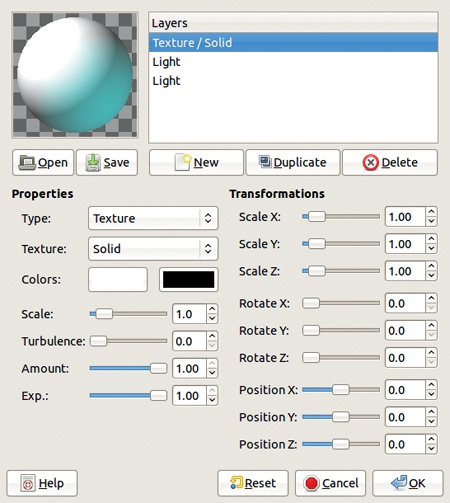 Layers
Texture / Solid
Light
Light
Open Save New Duplicate Delete
Properties
Type: Texture
Texture: Solid
Colors:
Scale: 1.0
Turbulence: 0.0
Amount: 1.00
Exp.: 1.00
Transformations
Scale X: 1.00
Scale Y: 1.00
Scale Z: 1.00
Rotate X: 0.0
Rotate Y: 0.0
Rotate Z: 0.0
Position X: 0.0
Position Y: 0.0
Position Z: 0.0
Help Reset Cancel OK